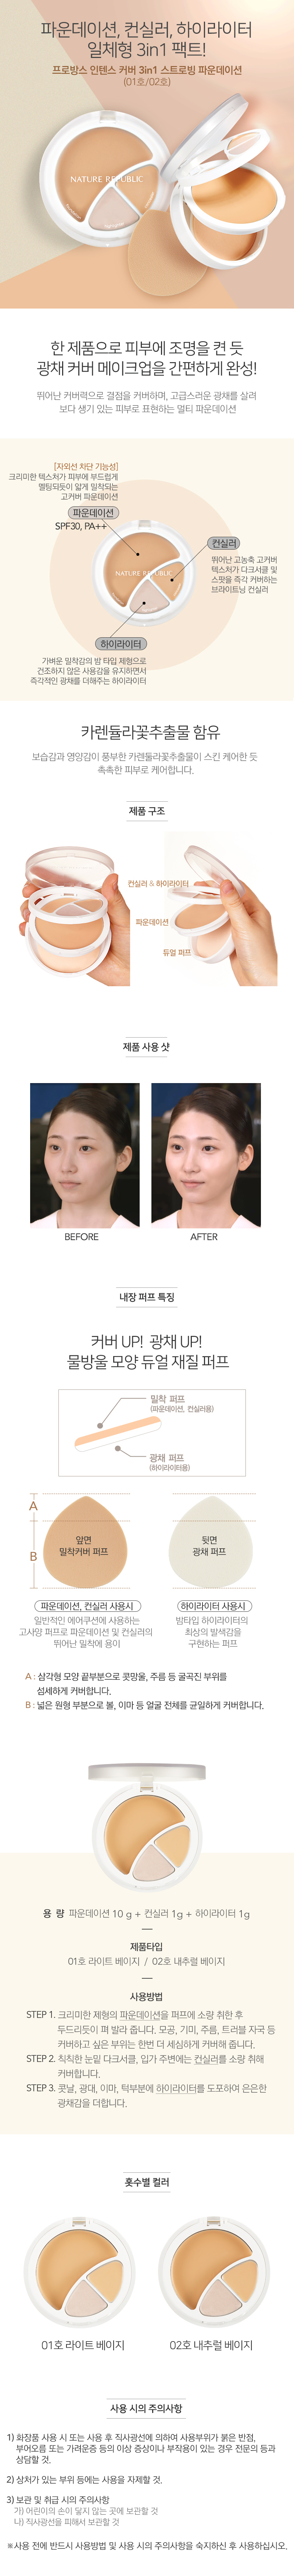 파운데이션, 컨실러, 하이라이터
일체형 3in1 팩트!
프로방스 인텐스 커버 3in1 스트로빙 파운데이션
(01호/02호)
NATURE REPUBLIC
한 제품으로 피부에 조명을 켠 듯
광채 커버 메이크업을 간편하게 완성!
뛰어난 커버력으로 결점을 커버하며, 고급스러운 광채를 살려
보다 생기 있는 피부로 표현하는 멀티 파운데이션
[자외선 차단 기능성]
크리미한 텍스처가 피부에 부드럽게
멜팅되듯이 얇게 밀착되는
고커버 파운데이션
파운데이션
SPF30, PA++
컨실러
뛰어난 고농축 고커버
텍스처가 다크서클 및
스팟을 즉각 커버하는
브라이트닝 컨실러
NATURE REPUBLIC
하이라이터
가벼운 밀착감의 밤 타입 제형으로
건조하지 않은 사용감을 유지하면서
즉각적인 광채를 더해주는 하이라이터
카렌듈라꽃추출물 함유
보습감과 영양감이 풍부한 카렌둘라꽃추출물이 스킨 케어한 듯
촉촉한 피부로 케어합니다.
제품 구조
컨실러 & 하이라이터
파운데이션
듀얼 퍼프
제품 사용 샷
BEFORE
AFTER
내장 퍼프 특징
커버 UP! 광채 UP!
물방울 모양 듀얼 재질 퍼프
밀착 퍼프
(파운데이션, 컨실러용)
광채 퍼프
(하이라이터용)
A
B
앞면
밀착커버 퍼프
뒷면
광채 퍼프
파운데이션, 컨실러 사용시
일반적인 에어쿠션에 사용하는
고사양 퍼프로 파운데이션 및 컨실러의
뛰어난 밀착에 용이
하이라이터 사용시
밤타입 하이라이터의
최상의 발색감을
구현하는 퍼프
A : 삼각형 모양 끝부분으로 콧망울, 주름 등 굴곡진 부위를
섬세하게 커버합니다.
B : 넓은 원형 부분으로 볼, 이마 등 얼굴 전체를 균일하게 커버합니다.
용 량 파운데이션 10 g + 컨실러 1g + 하이라이터 1g
제품타입
01호 라이트 베이지 / 02호 내추럴 베이지
사용방법
STEP 1. 크리미한 제형의 파운데이션을 퍼프에 소량 취한 후
두드리듯이 펴 발라 줍니다. 모공, 기미, 주름, 트러블 자국 등
커버하고 싶은 부위는 한번 더 세심하게 커버해 줍니다.
STEP 2. 칙칙한 눈밑 다크서클, 입가 주변에는 컨실러를 소량 취해
커버합니다.
STEP 3. 콧날, 광대, 이마, 턱부분에 하이라이터를 도포하여 은은한
광채감을 더합니다.
홋수별 컬러
01호 라이트 베이지
02호 내추럴 베이지
사용 시의 주의사항
1) 화장품 사용 시 또는 사용 후 직사광선에 의하여 사용부위가 붉은 반점,
부어오름 또는 가려운증 등의 이상 증상이나 부작용이 있는 경우 전문의 등과
상담할 것.
2) 상처가 있는 부위 등에는 사용을 자제할 것.
3) 보관 및 취급 시의 주의사항
가) 어린이의 손이 닿지 않는 곳에 보관할 것
나) 직사광선을 피해서 보관할 것
※사용 전에 반드시 사용방법 및 사용 시의 주의사항을 숙지하신 후 사용하십시오.